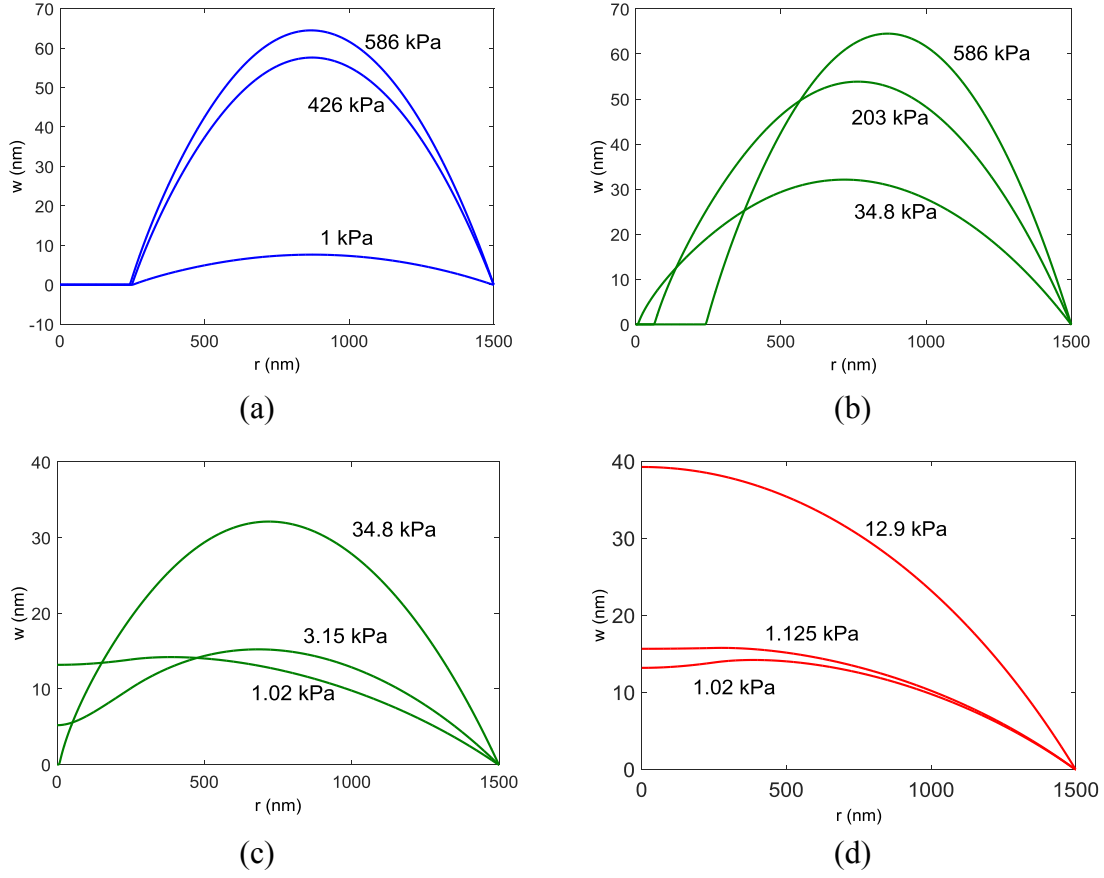 70
60
50
40
30
20
10
0
-10
w (nm)
586 kPa
426 kPa
1 kPa
0
500
1000
1500
r (nm)
(a)
70
60
50
40
30
20
10
0
w (nm)
586 kPa
203 kPa
34.8 kPa
0
500
1000
1500
r (nm)
(b)
40
30
20
10
0
w (nm)
34.8 kPa
3.15 kPa
1.02 kPa
0
500
1000
1500
r (nm)
(c)
40
30
20
10
0
w (nm)
12.9 kPa
1.125 kPa
1.02 kPa
0
500
1000
1500
r (nm)
(d)